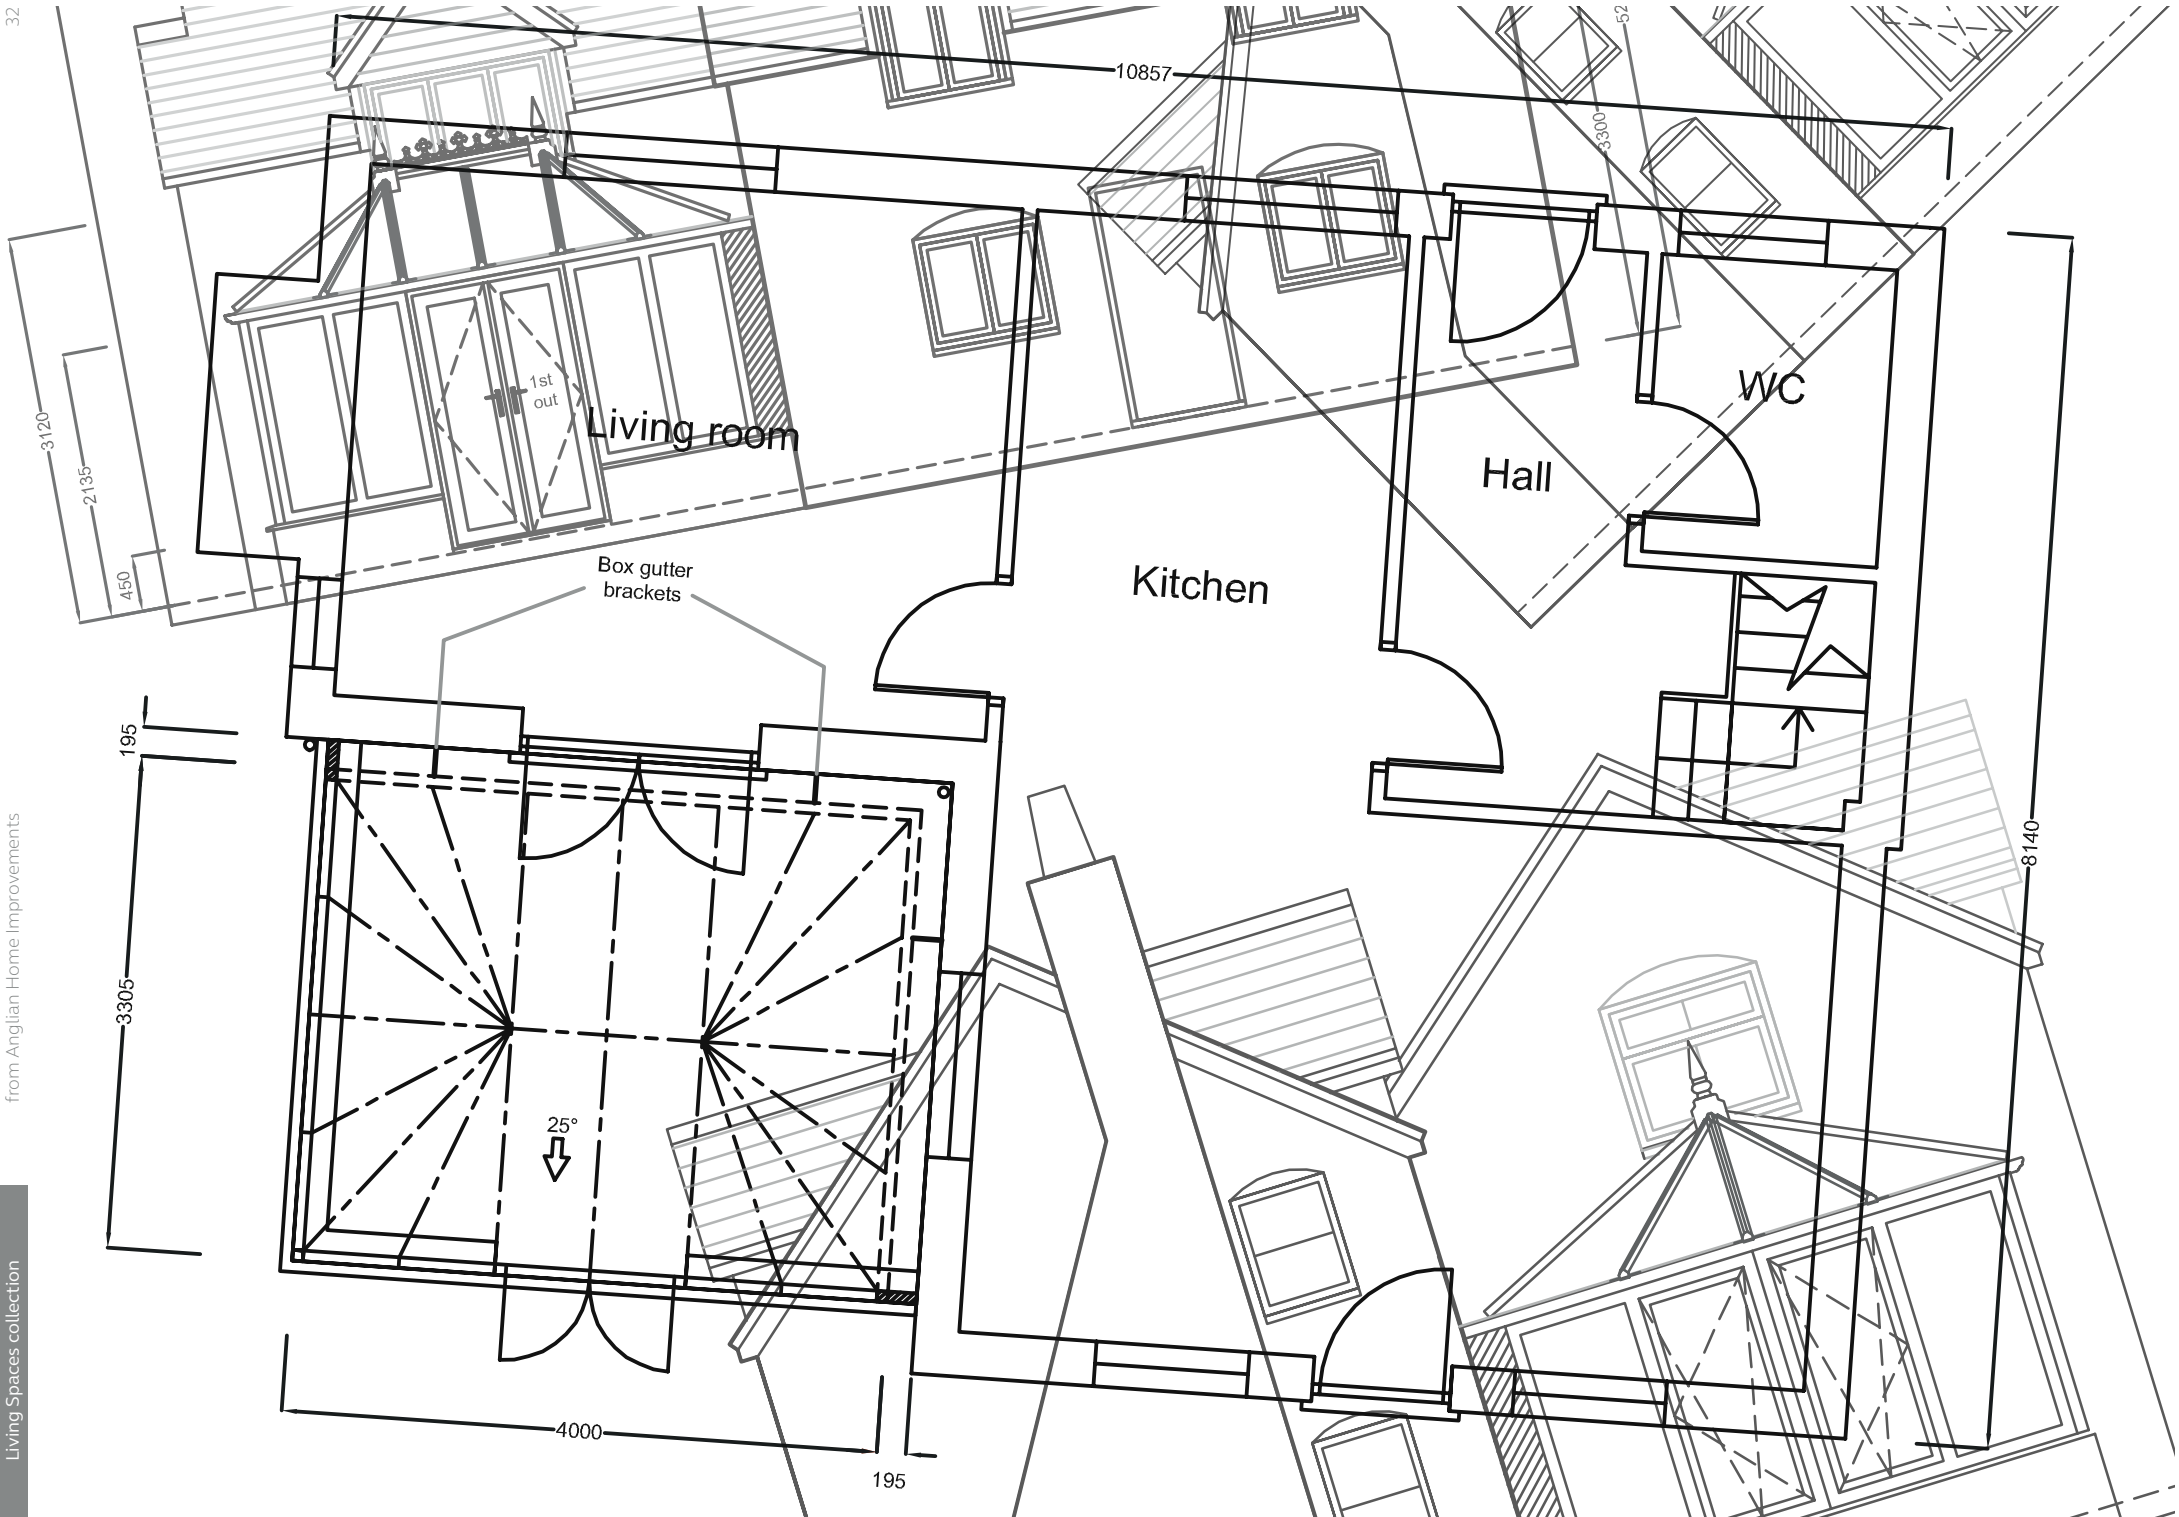 32
52
10857
3300
WC
3120
1st
out
Living room
2135
Hall
450
Box gutter
brackets
Kitchen
195
8140
3305
25°
4000
195
from Anglian Home Improvements
Living Spaces collection